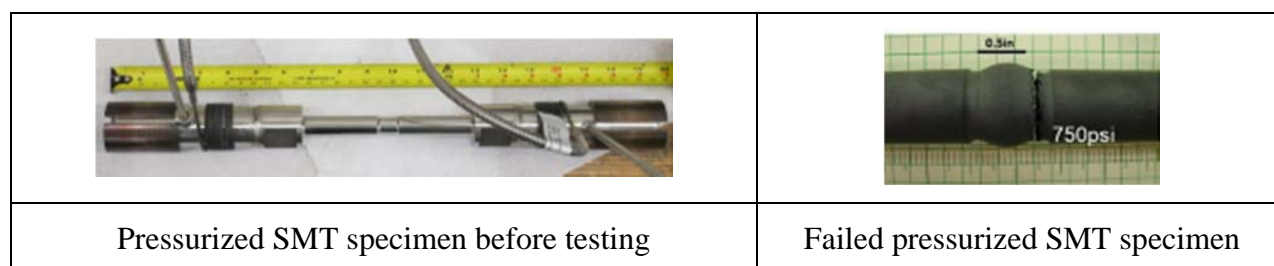 0.5in
750psi
Pressurized SMT specimen before testing
Failed pressurized SMT specimen